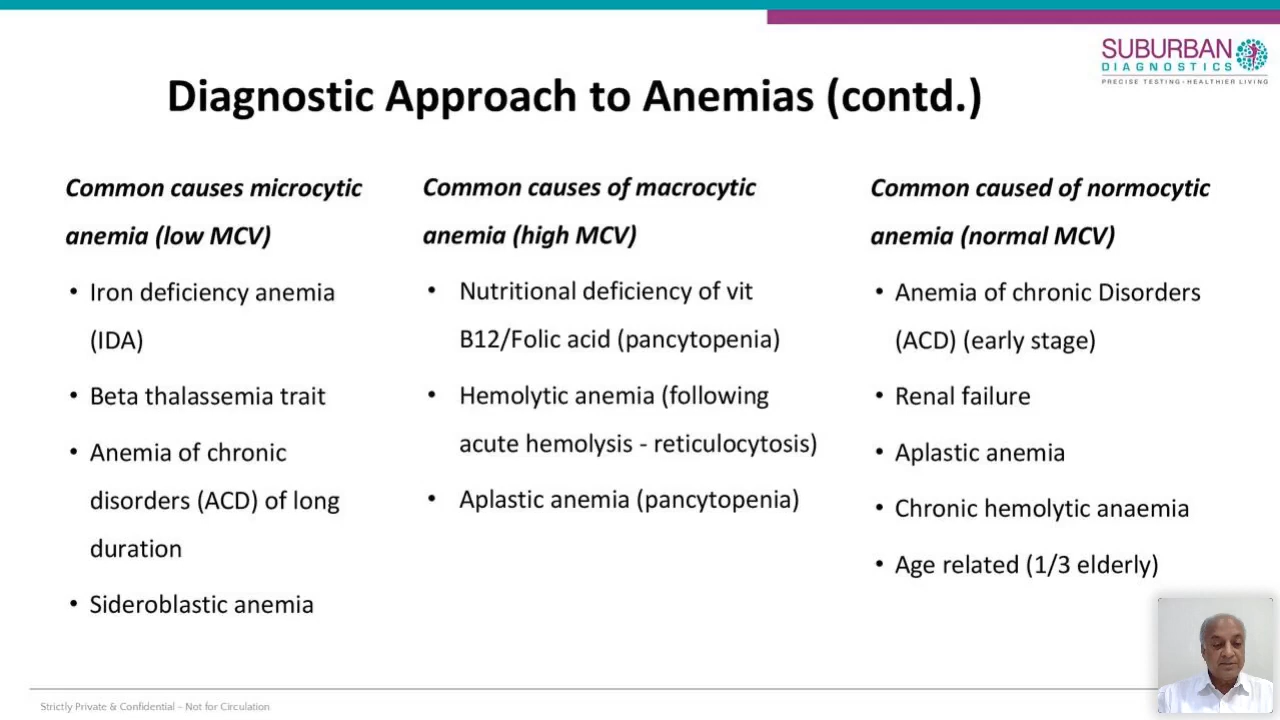 SUBURBAN
DIAGNOSTICS
PRECISE TESTING-HEALTHIER LIVING
Diagnostic Approach to Anemias (contd.)
Common causes microcytic
anemia (low MCV)
• Iron deficiency anemia
(IDA)
• Beta thalassemia trait
• Anemia of chronic
disorders (ACD) of long
duration
• Sideroblastic anemia
Common causes of macrocytic
anemia (high MCV)
• Nutritional deficiency of vit
B12/Folic acid (pancytopenia)
• Hemolytic anemia (following
acute hemolysis - reticulocytosis)
• Aplastic anemia (pancytopenia)
Common caused of normocytic
anemia (normal MCV)
• Anemia of chronic Disorders
(ACD) (early stage)
• Renal failure
• Aplastic anemia
• Chronic hemolytic anaemia
• Age related (1/3 elderly)
Strictly Private & Confidential – Not for Circulation